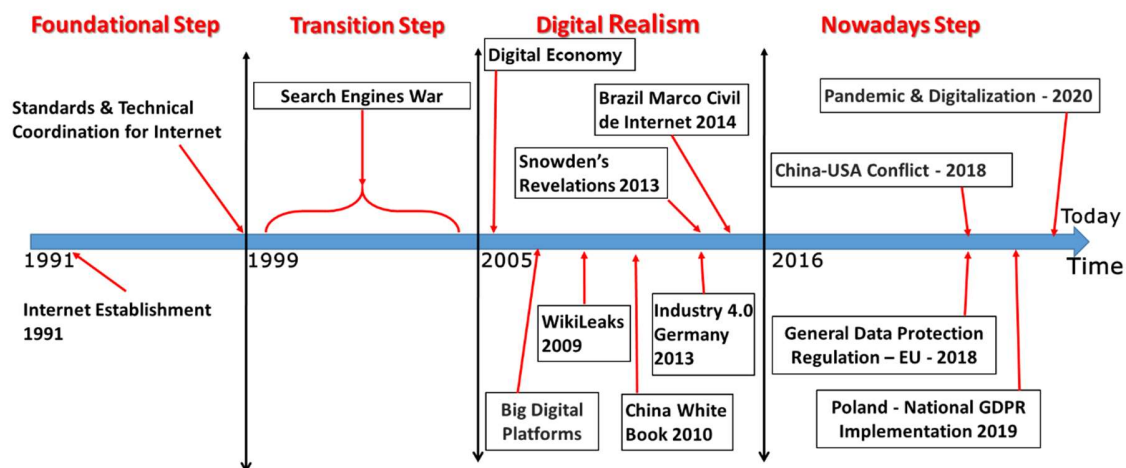 Foundational Step
Transition Step
Digital Realism
Nowadays Step
Digital Economy
Standards & Technical
Coordination for Internet
Search Engines War
Brazil Marco Civil
de Internet 2014
Pandemic & Digitalization - 2020
Snowden's
Revelations 2013
China-USA Conflict - 2018
Today
1991
1999
2005
2016
Time
Internet Establishment
1991
WikiLeaks
2009
Industry 4.0
Germany
2013
General Data Protection
Regulation – EU - 2018
Big Digital
Platforms
China White
Book 2010
Poland - National GDPR
Implementation 2019